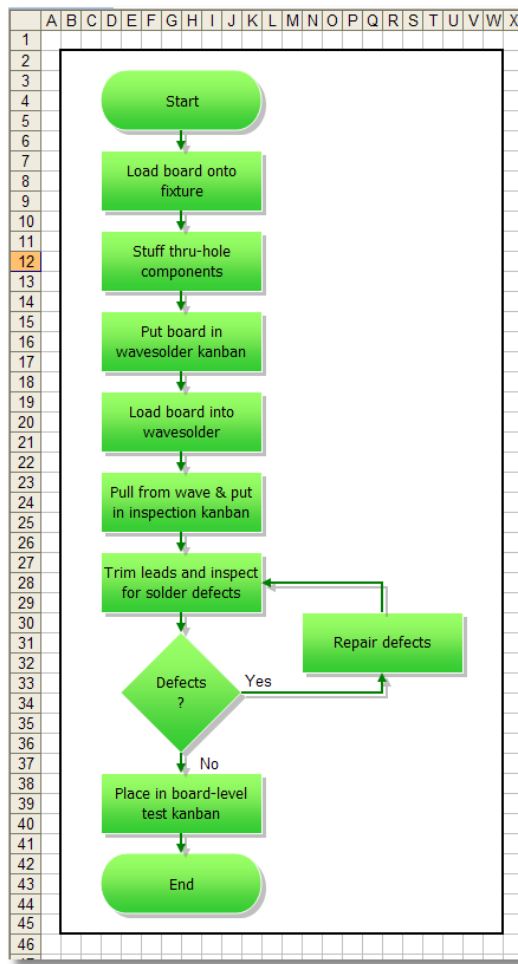 A B C D E F G H I J K L M N O P Q R S T U V W X
1
2
3
4
Start
5
6
7
Load board onto
8
fixture
9
10
11
Stuff thru-hole
12
components
13
14
15
Put board in
16
wavesolder kanban
17
18
19
Load board into
20
wavesolder
21
22
23
Pull from wave & put
24
in inspection kanban
25
26
27
Trim leads and inspect
28
for solder defects
29
30
31
Repair defects
32
33
Defects
Yes
34
?
35
36
37
No
38
Place in board-level
39
test kanban
40
41
42
43
End
44
45
46